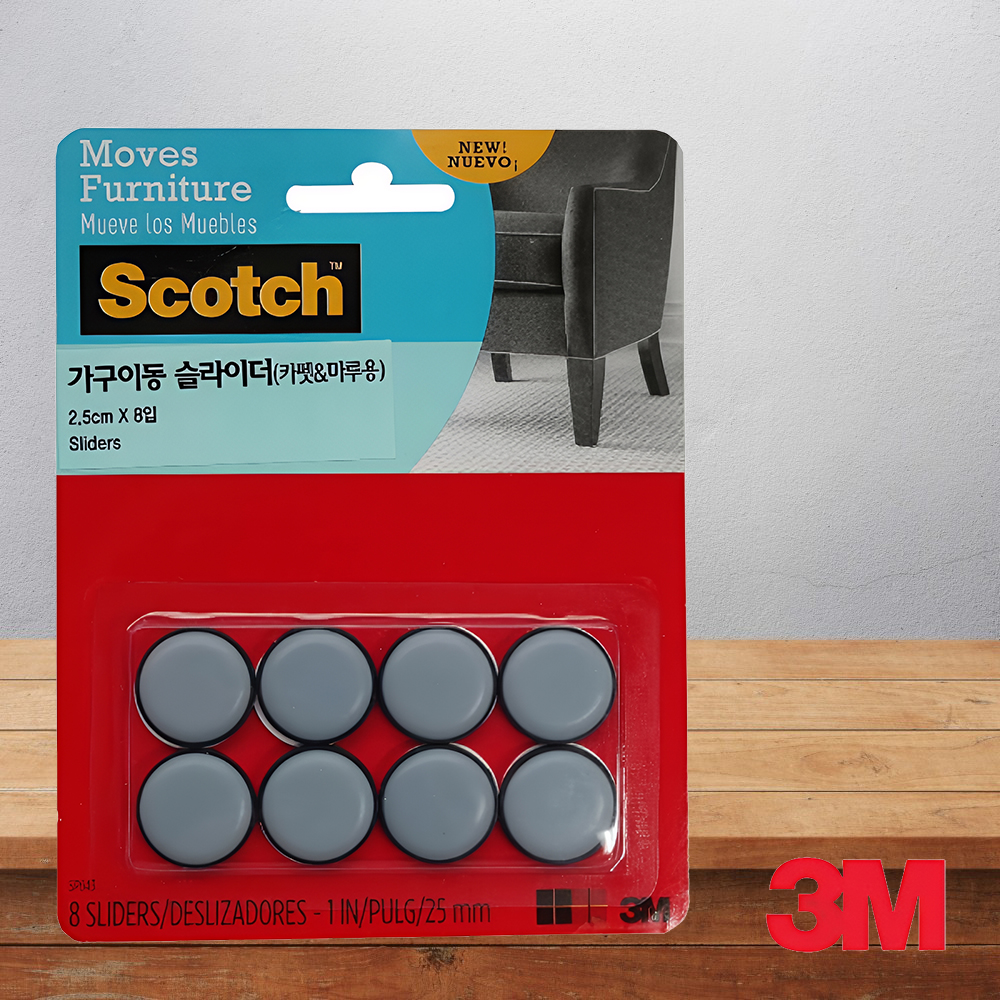 Moves
Furniture
Mueve los Muebles
NEW!
NUEVO¡
Scotch™
가구이동 슬라이더(카펫&마루용)
2.5cm X 8입
Sliders
SP043
8 SLIDERS/DESLIZADORES - 1 IN/PULG/25 mm
3M
3M